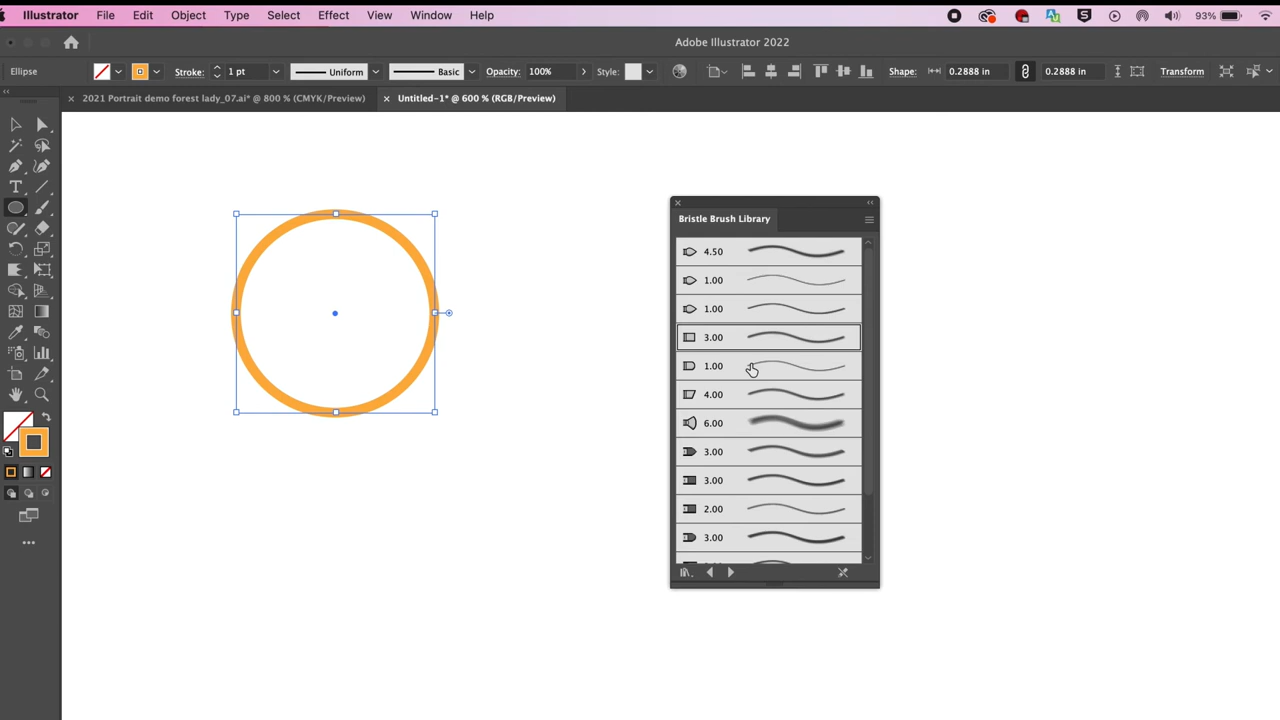 Illustrator File Edit Object Type Select Effect View Window Help 93%
Adobe Illustrator 2022
Ellipse Stroke: 1 pt Uniform Basic Opacity: 100% Style: Shape: 0.2888 in 0.2888 in Transform
2021 Portrait demo forest lady_07.ai* @ 800 % (CMYK/Preview) Untitled-1* @ 600 % (RGB/Preview)
Bristle Brush Library
4.50
1.00
1.00
3.00
1.00
4.00
6.00
3.00
3.00
2.00
3.00